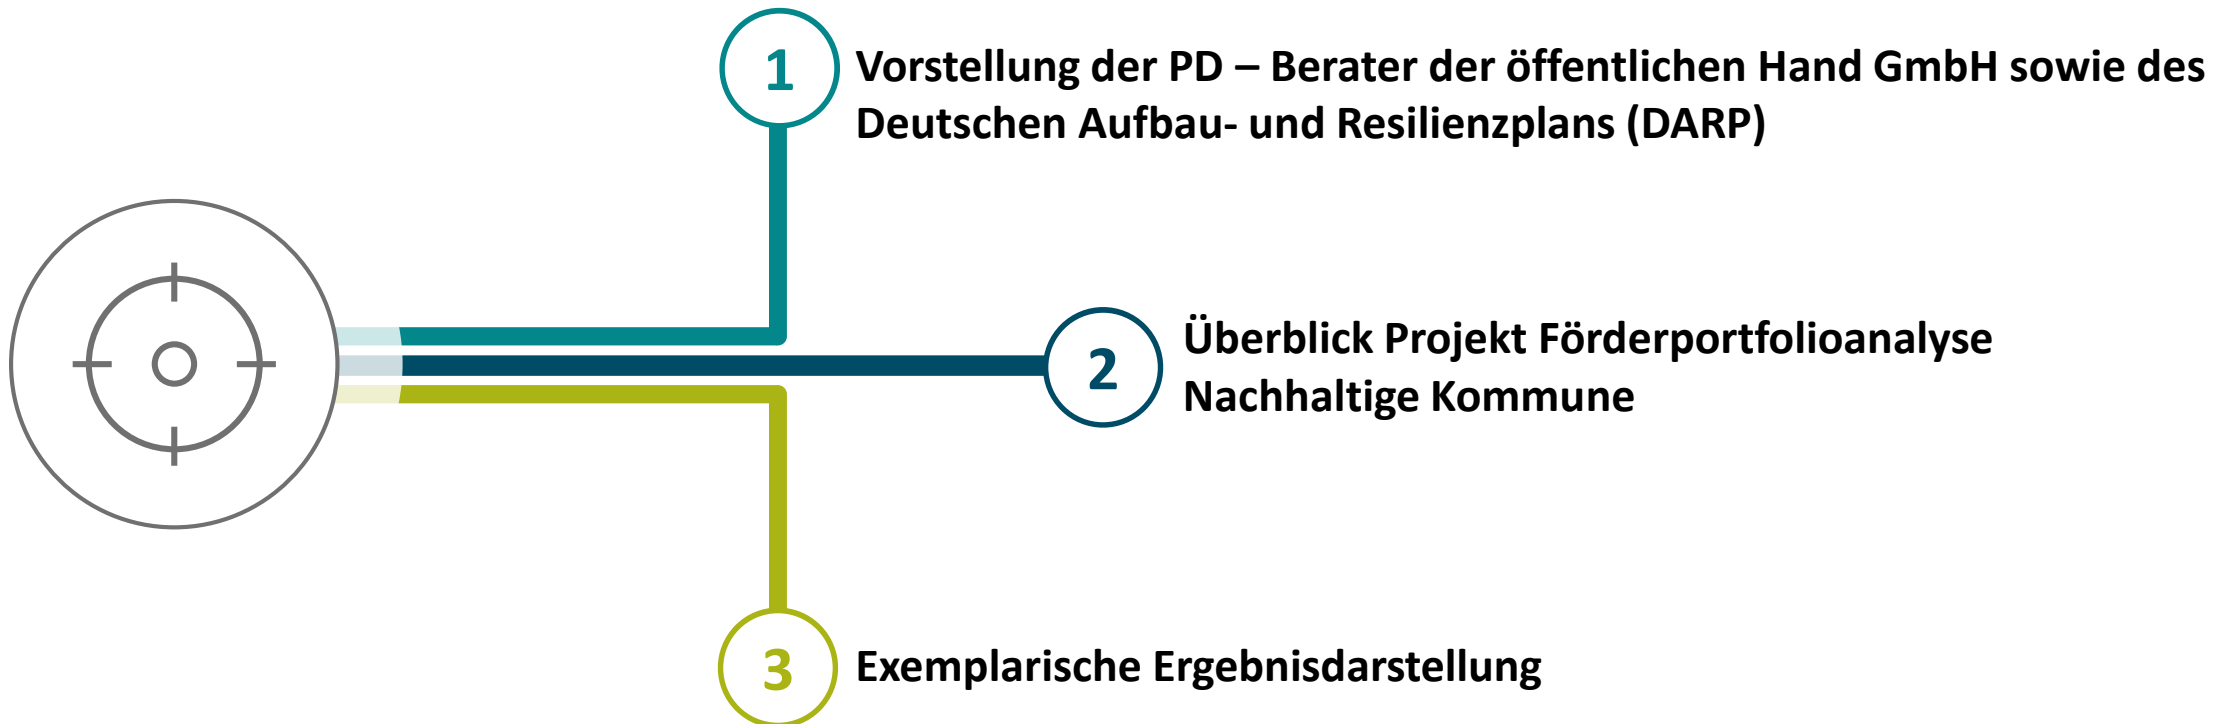 1
Vorstellung der PD – Berater der öffentlichen Hand GmbH sowie des
Deutschen Aufbau- und Resilienzplans (DARP)
2
Überblick Projekt Förderportfolioanalyse
Nachhaltige Kommune
3
Exemplarische Ergebnisdarstellung